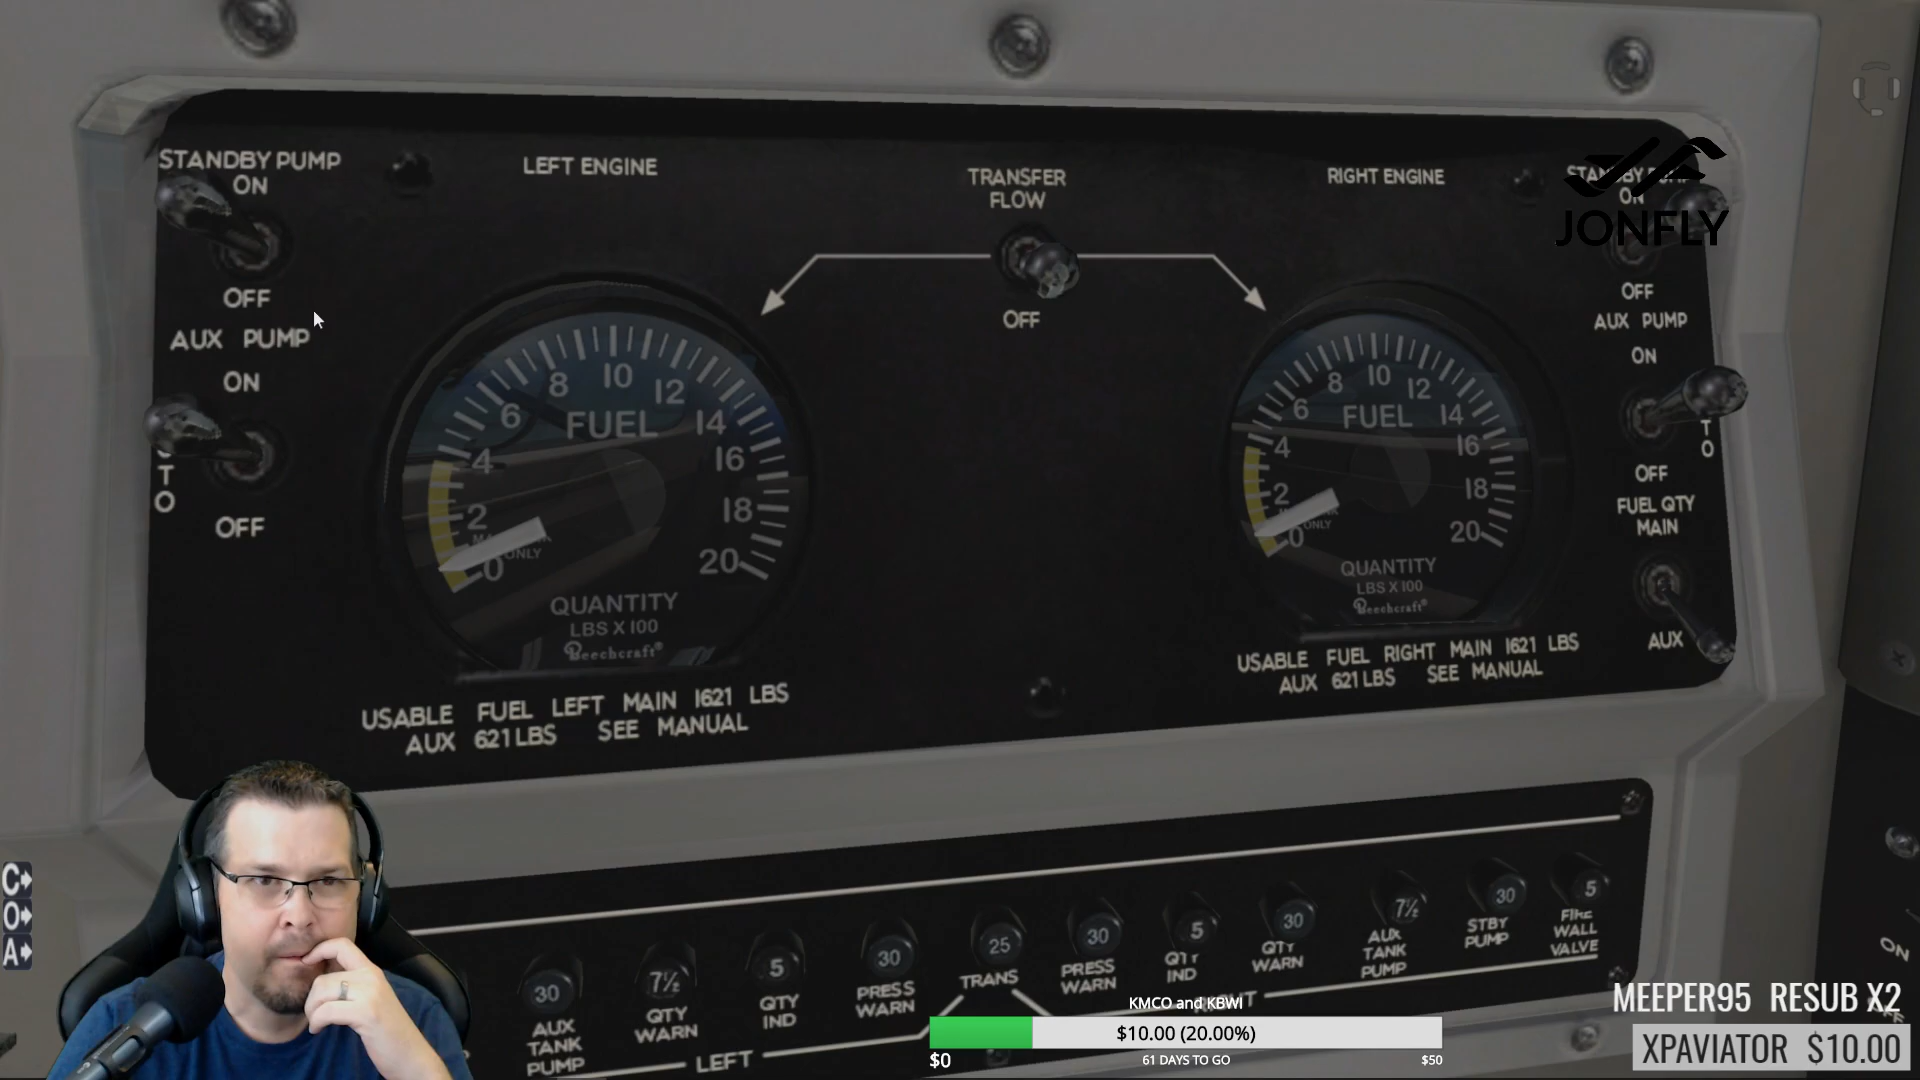 STANDBY PUMP
ON
OFF
AUX PUMP
ON
T
O
OFF
LEFT ENGINE
TRANSFER
FLOW
OFF
RIGHT ENGINE
ON
JONFLY
OFF
AUX PUMP
ON
T
O
OFF
FUEL QTY
MAIN
AUX
0
2
4
6
8
10
12
14
16
18
20
FUEL
ONLY
QUANTITY
LBS X 100
Beechcraft®
USABLE FUEL LEFT MAIN 1621 LBS
AUX 621 LBS SEE MANUAL
0
2
4
6
8
10
12
14
16
18
20
FUEL
ONLY
QUANTITY
LBS X 100
Beechcraft®
USABLE FUEL RIGHT MAIN 1621 LBS
AUX 621 LBS SEE MANUAL
C
O
A
30
AUX
TANK
PUMP
7½
QTY
WARN
5
QTY
IND
30
PRESS
WARN
25
TRANS
30
PRESS
WARN
5
QTY
IND
30
QTY
WARN
7½
AUX
TANK
PUMP
30
STBY
PUMP
5
FIRE
WALL
VALVE
LEFT
ON
KMCO and KBWI
$10.00 (20.00%)
$0
61 DAYS TO GO
$50
MEEPER95 RESUB X2
XPAVIATOR $10.00